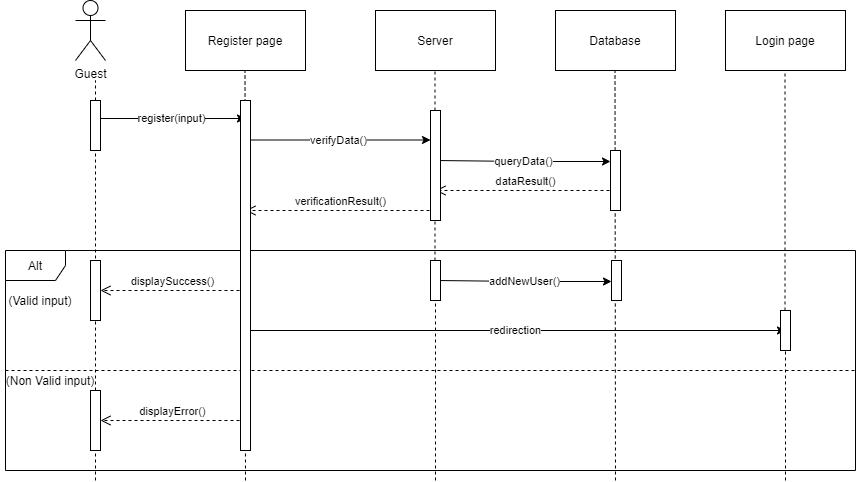 Register page
Server
Database
Login page
Guest
register(input)
verifyData()
queryData()
dataResult()
verificationResult()
Alt
displaySuccess()
addNewUser()
(Valid input)
redirection
(Non Valid input)
displayError()